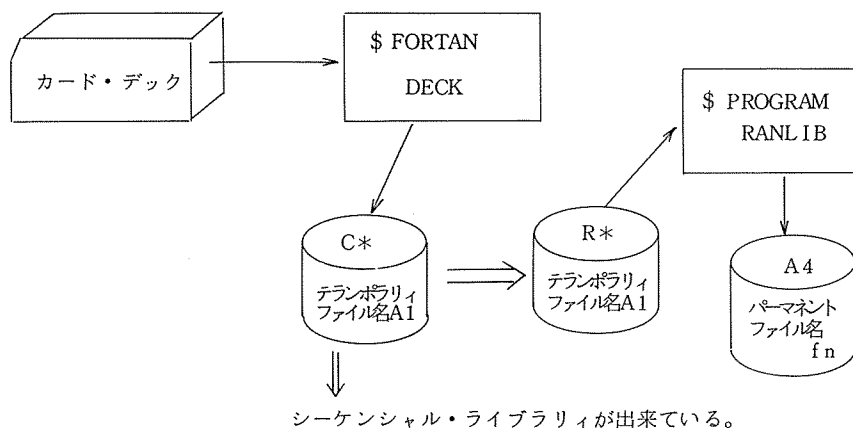 カード・デック
$ FORTAN
DECK
$ PROGRAM
RANLIB
C*
テランポラリィ
ファイル名A1
R*
テランポラリィ
ファイル名A1
A4
パーマネント
ファイル名
fn
シーケンシャル・ライブラリィが出来ている。